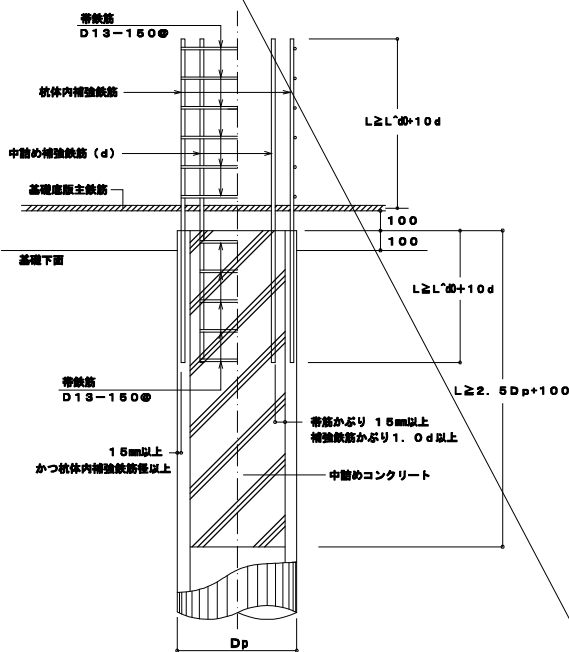 帯鉄筋
D13-150@
杭体内補強鉄筋
L≧L^d0+10d
中詰め補強鉄筋（d）
基礎底版主鉄筋
100
100
基礎下面
L≧L^d0+10d
帯鉄筋
D13-150@
L≧2.5Dp+100
帯筋かぶり 15mm以上
補強鉄筋かぶり1.0d以上
15mm以上
かつ杭体内補強鉄筋径以上
中詰めコンクリート
Dp